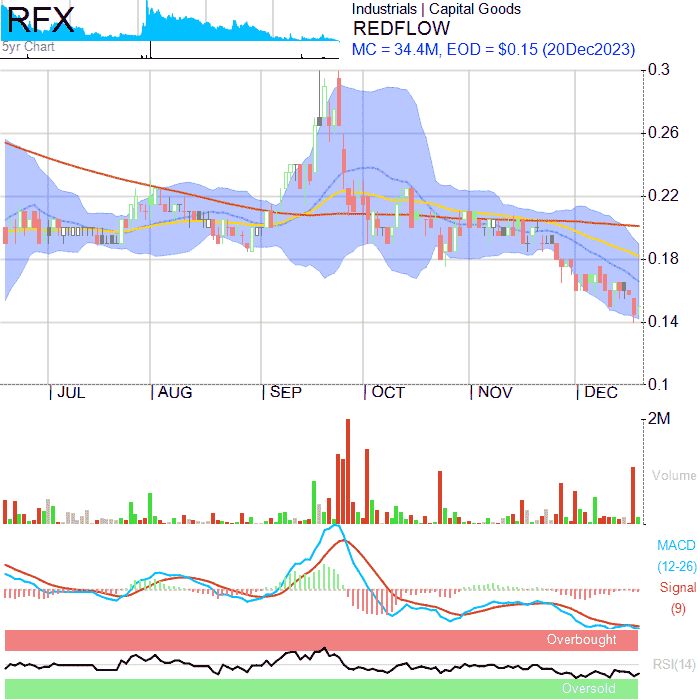 RFX
5yr Chart
Industrials | Capital Goods
REDFLOW
MC = 34.4M, EOD = $0.15 (20Dec2023)
0.3
0.26
0.22
0.18
0.14
0.1
JUL AUG SEP OCT NOV DEC
2M
Volume
MACD
(12-26)
Signal
(9)
Overbought
RSI(14)
Oversold